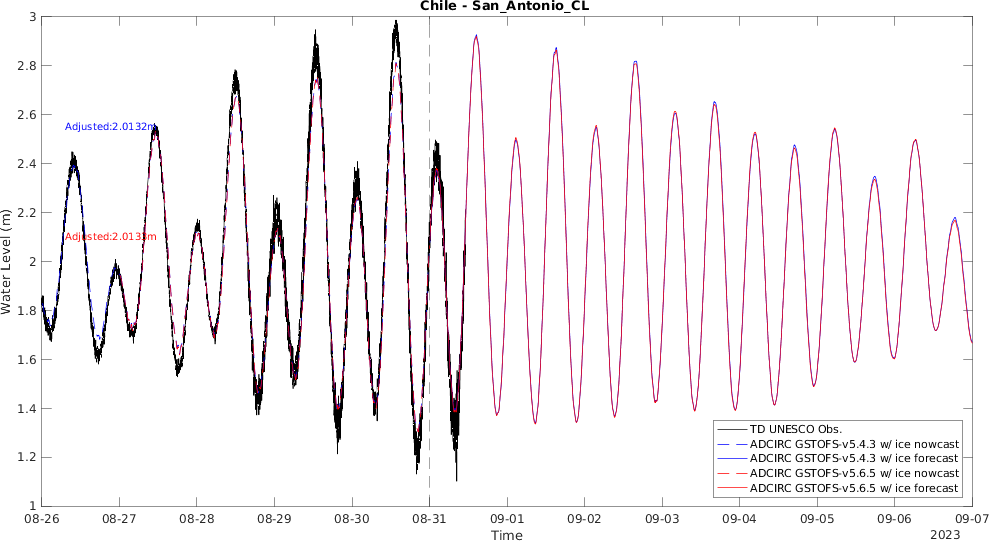 Chile - San_Antonio_CL
3
2.8
2.6
2.4
2.2
2
1.8
1.6
1.4
1.2
1
Water Level (m)
Adjusted:2.0132m
Adjusted:2.0133m
TD UNESCO Obs.
ADCIRC GSTOFS-v5.4.3 w/ ice nowcast
ADCIRC GSTOFS-v5.4.3 w/ ice forecast
ADCIRC GSTOFS-v5.6.5 w/ ice nowcast
ADCIRC GSTOFS-v5.6.5 w/ ice forecast
08-26 08-27 08-28 08-29 08-30 08-31 09-01 09-02 09-03 09-04 09-05 09-06 09-07
Time
2023